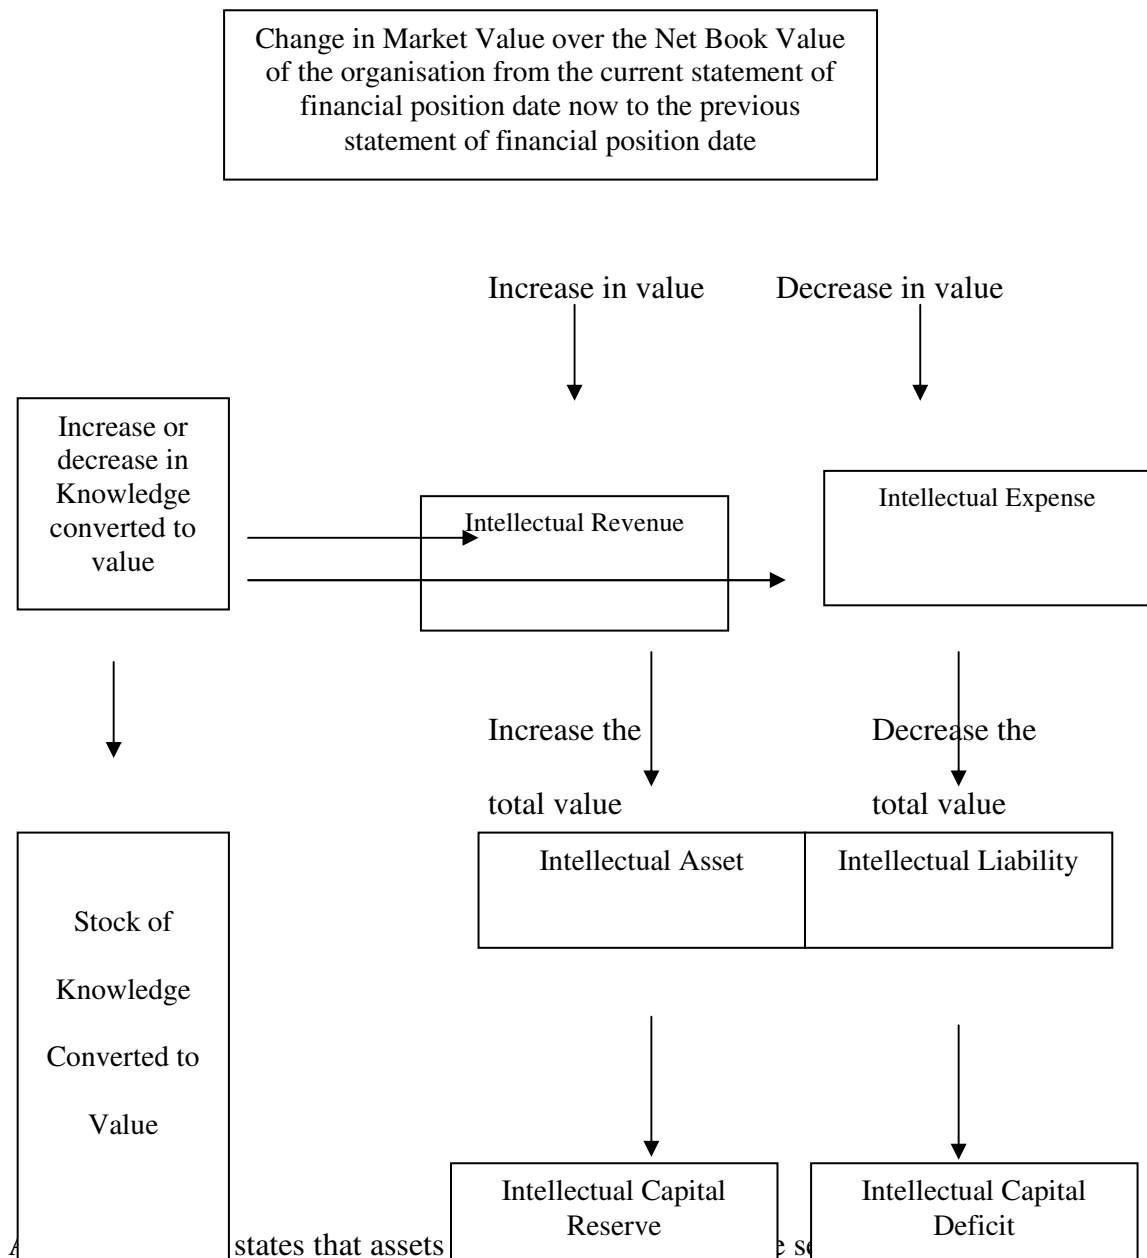 Change in Market Value over the Net Book Value
of the organisation from the current statement of
financial position date now to the previous
statement of financial position date
Increase in value
Decrease in value
Increase or
decrease in
Knowledge
converted to
value
Intellectual Revenue
Intellectual Expense
Increase the
total value
Decrease the
total value
Intellectual Asset
Intellectual Liability
Stock of
Knowledge
Converted to
Value
Intellectual Capital
Reserve
Intellectual Capital
Deficit
states that assets